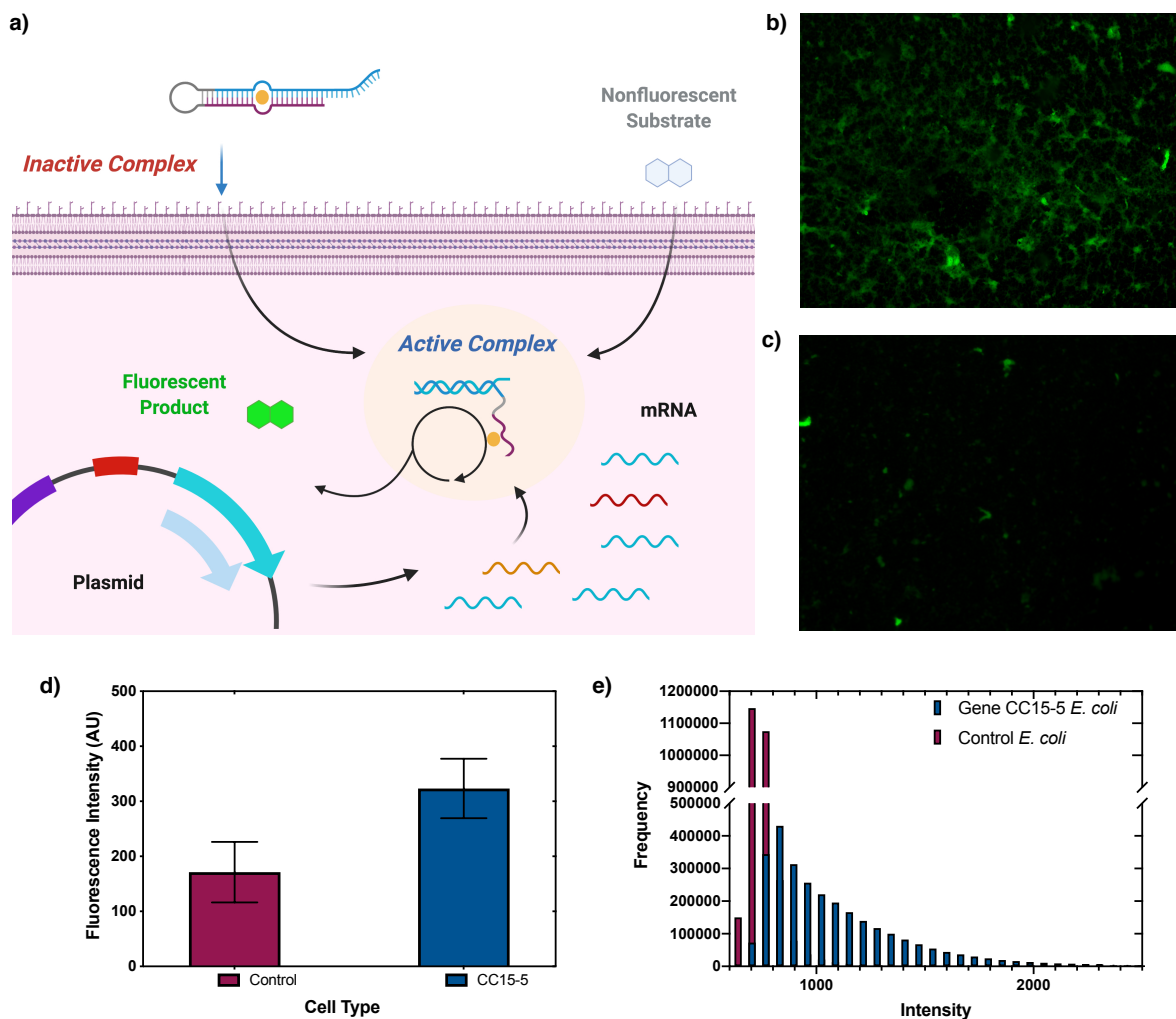 a)
Nonfluorescent
Substrate
Inactive Complex
Active Complex
Fluorescent
Product
mRNA
Plasmid
b)
c)
d)
500
400
300
200
100
0
Fluorescence Intensity (AU)
Control
CC15-5
Cell Type
e)
1200000
1100000
1000000
900000
500000
400000
300000
200000
100000
0
Frequency
Gene CC15-5 E. coli
Control E. coli
1000
2000
Intensity